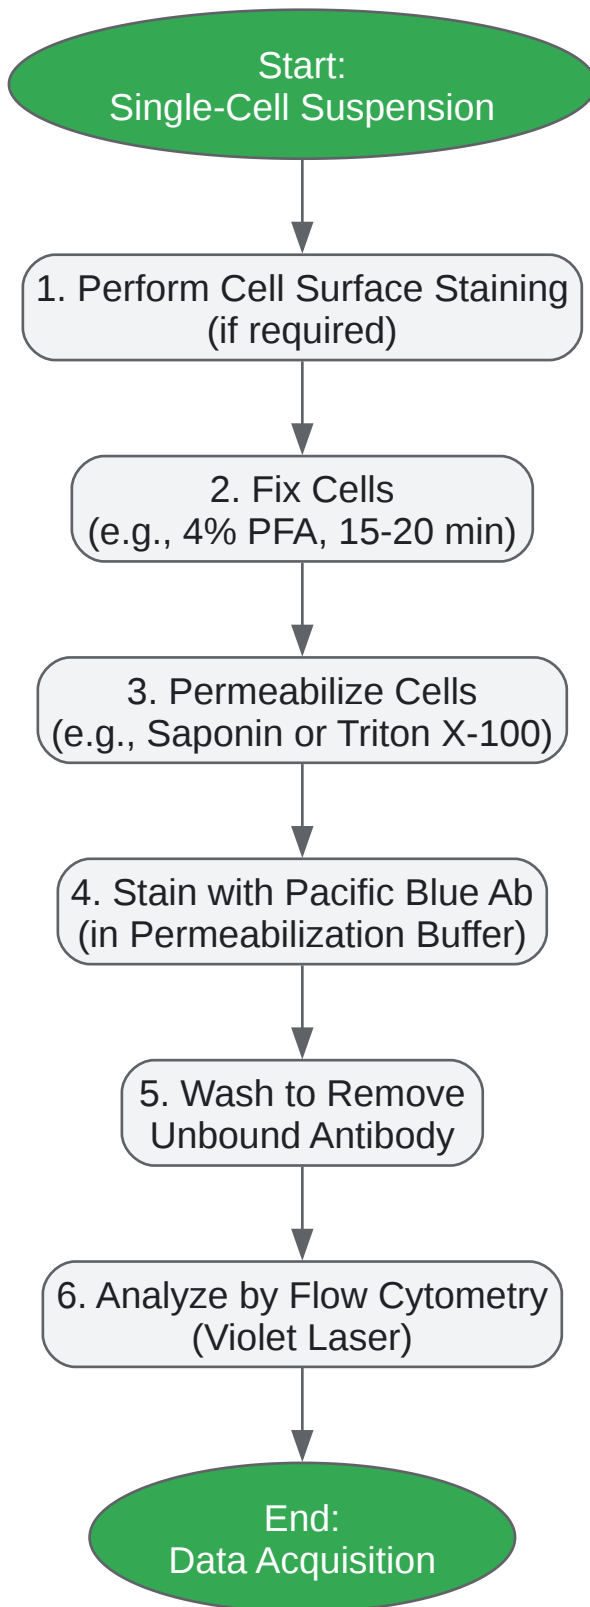 Start:
Single-Cell Suspension
1. Perform Cell Surface Staining
(if required)
2. Fix Cells
(e.g., 4% PFA, 15-20 min)
3. Permeabilize Cells
(e.g., Saponin or Triton X-100)
4. Stain with Pacific Blue Ab
(in Permeabilization Buffer)
5. Wash to Remove
Unbound Antibody
6. Analyze by Flow Cytometry
(Violet Laser)
End:
Data Acquisition